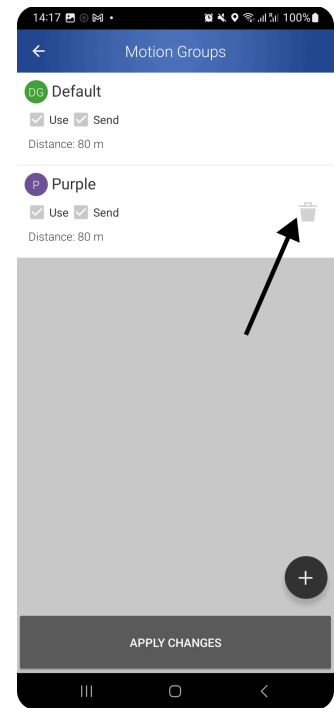 14:17 100%
Motion Groups
DG Default
Use Send
Distance: 80 m
P Purple
Use Send
Distance: 80 m
+
APPLY CHANGES